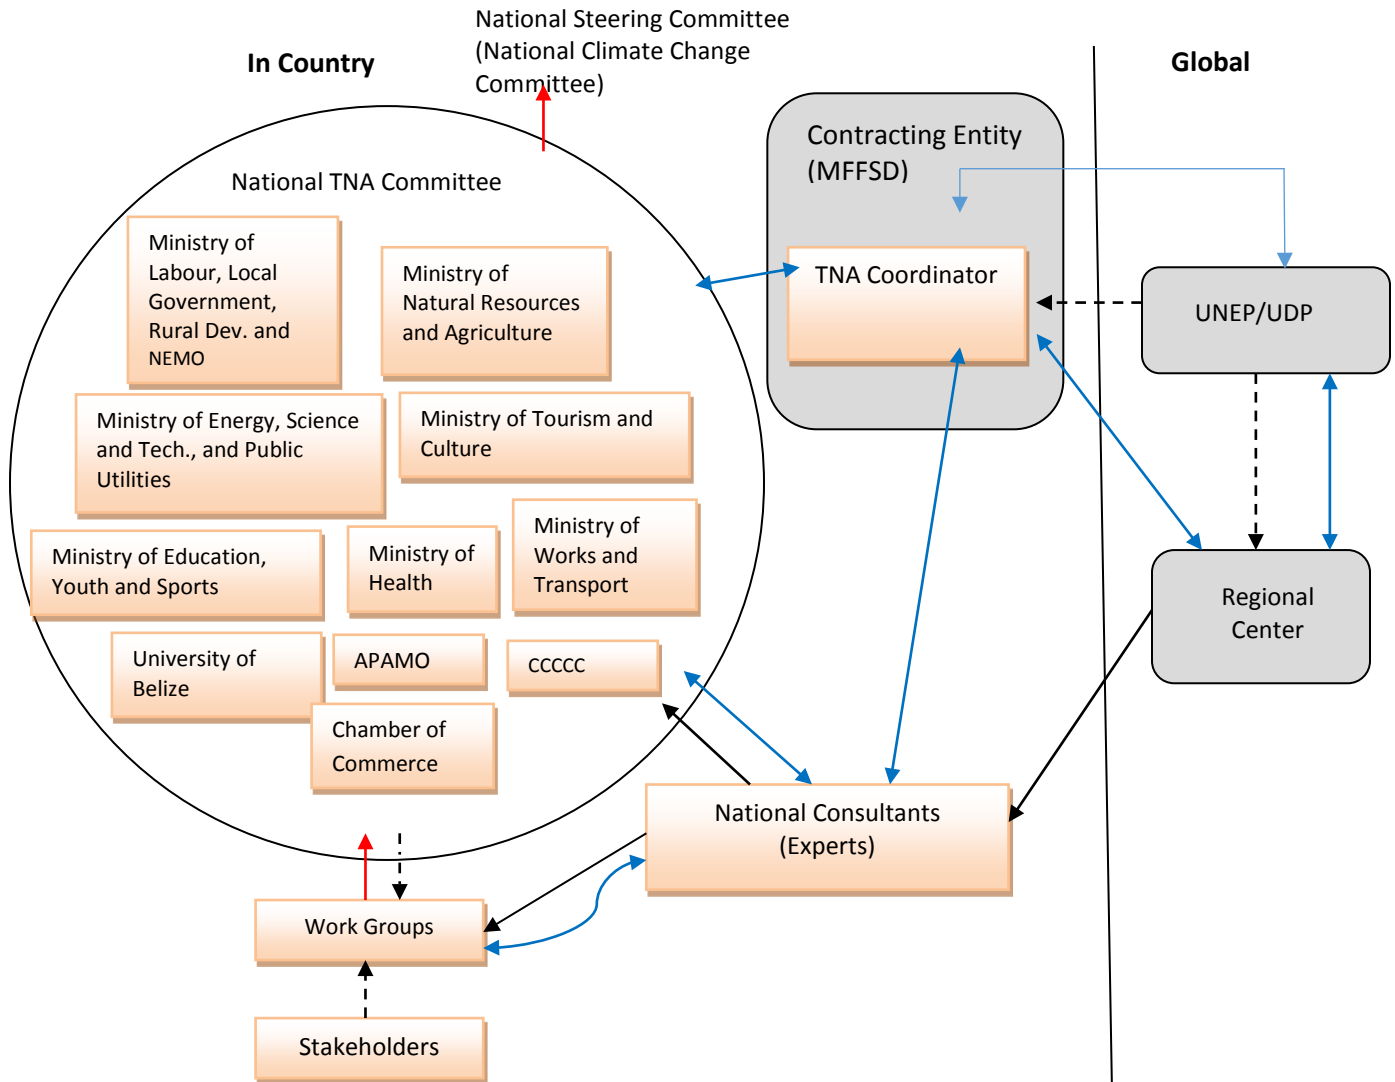 National Steering Committee
(National Climate Change
Committee)
In Country
Global
Contracting Entity
(MFFSD)
National TNA Committee
Ministry of
Labour, Local
Government,
Rural Dev. and
NEMO
Ministry of
Natural Resources
and Agriculture
TNA Coordinator
UNEP/UDP
Ministry of Energy, Science
and Tech., and Public
Utilities
Ministry of Tourism and
Culture
Ministry of Education,
Youth and Sports
Ministry of
Health
Ministry of
Works and
Transport
Regional
Center
University of
Belize
APAMO
CCCCC
Chamber of
Commerce
National Consultants
(Experts)
Work Groups
Stakeholders